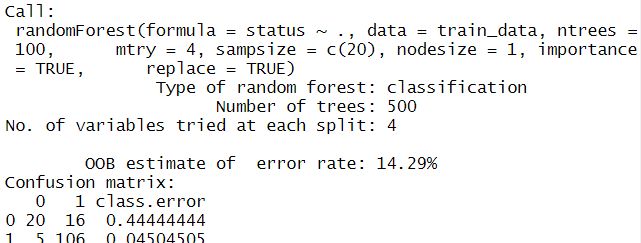 Call:
 randomForest(formula = status ~ ., data = train_data, ntrees =
100,      mtry = 4, sampsize = c(20), nodesize = 1, importance
= TRUE,      replace = TRUE)
               Type of random forest: classification
                     Number of trees: 500
No. of variables tried at each split: 4
        OOB estimate of  error rate: 14.29%
Confusion matrix:
   0   1 class.error
0 20  16  0.44444444
1  5 106  0.04504505